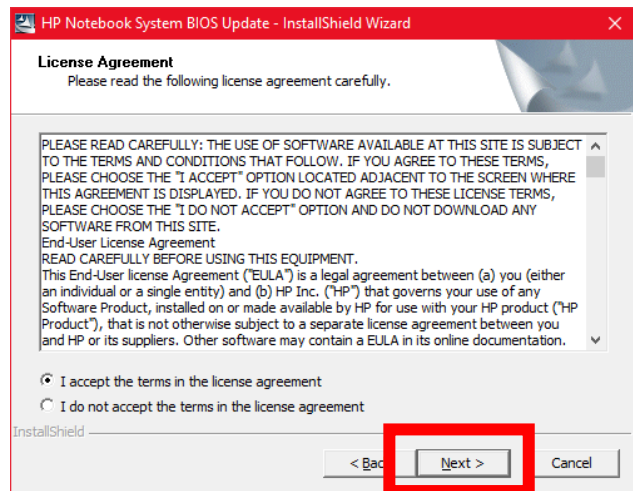 HP Notebook System BIOS Update - InstallShield Wizard
License Agreement
Please read the following license agreement carefully.
PLEASE READ CAREFULLY: THE USE OF SOFTWARE AVAILABLE AT THIS SITE IS SUBJECT
TO THE TERMS AND CONDITIONS THAT FOLLOW. IF YOU AGREE TO THESE TERMS,
PLEASE CHOOSE THE "I ACCEPT" OPTION LOCATED ADJACENT TO THE SCREEN WHERE
THIS AGREEMENT IS DISPLAYED. IF YOU DO NOT AGREE TO THESE LICENSE TERMS,
PLEASE CHOOSE THE "I DO NOT ACCEPT" OPTION AND DO NOT DOWNLOAD ANY
SOFTWARE FROM THIS SITE.
End-User License Agreement
READ CAREFULLY BEFORE USING THIS EQUIPMENT.
This End-User license Agreement ("EULA") is a legal agreement between (a) you (either
an individual or a single entity) and (b) HP Inc. ("HP") that governs your use of any
Software Product, installed on or made available by HP for use with your HP product ("HP
Product"), that is not otherwise subject to a separate license agreement between you
and HP or its suppliers. Other software may contain a EULA in its online documentation.
I accept the terms in the license agreement
I do not accept the terms in the license agreement
InstallShield
< Bac Next > Cancel